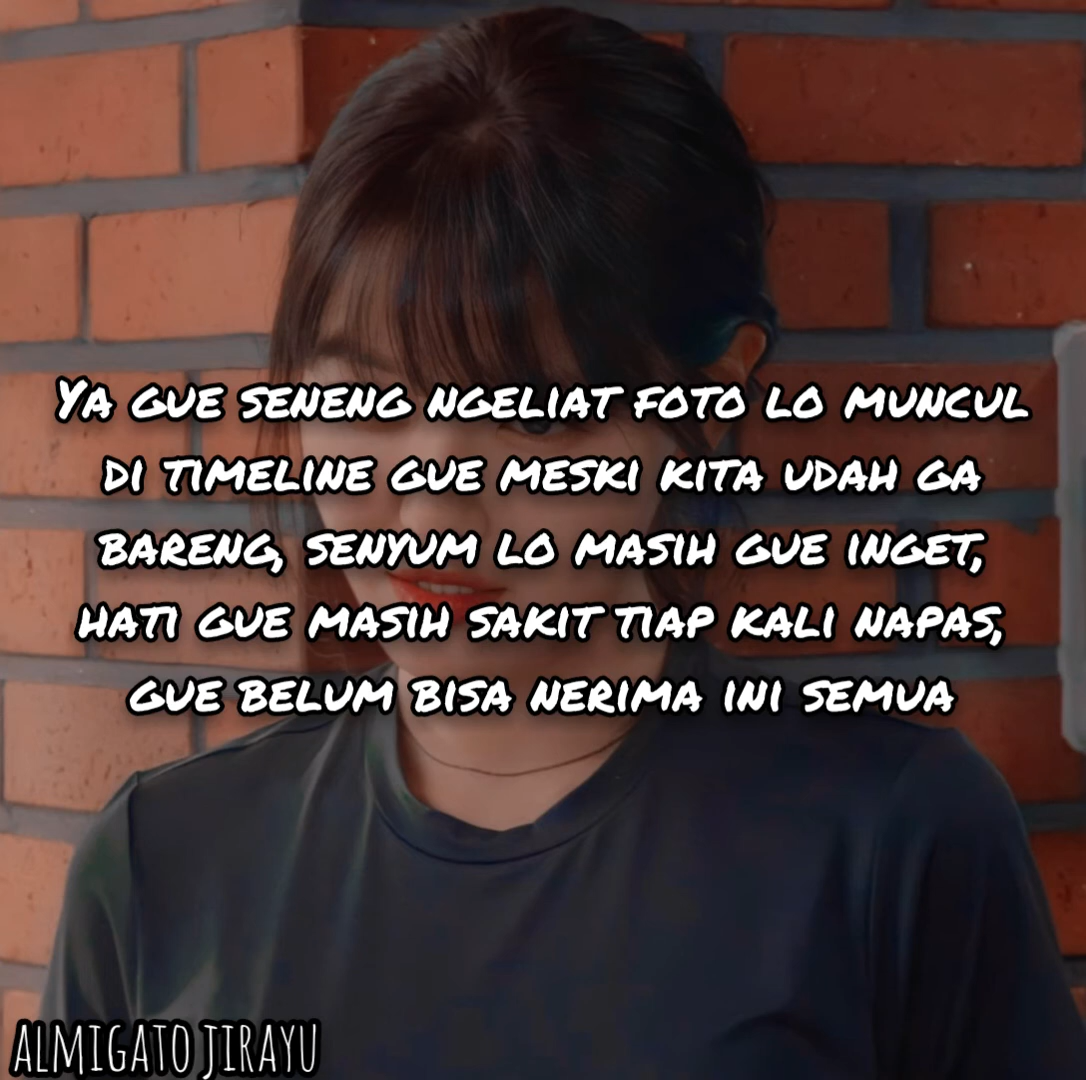 Ya gue seneng ngeliat foto lo muncul
di timeline gue meski kita udah ga
bareng, senyum lo masih gue inget,
hati gue masih sakit tiap kali napas,
gue belum bisa nerima ini semua
ALMIGATO JIRAYU